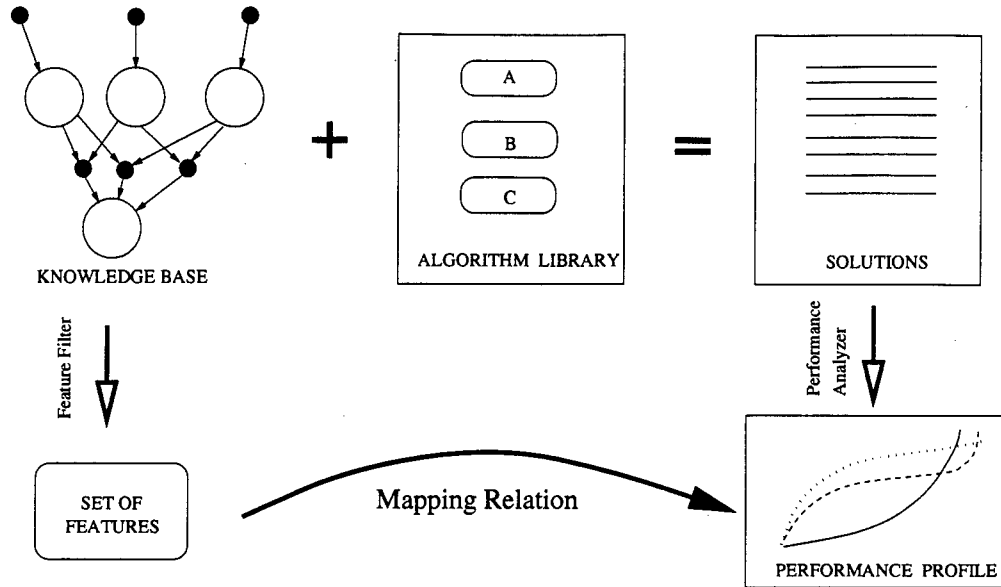 A
B
C
KNOWLEDGE BASE
ALGORITHM LIBRARY
SOLUTIONS
Feature Filter
Performance
Analyzer
SET OF
FEATURES
Mapping Relation
PERFORMANCE PROFILE